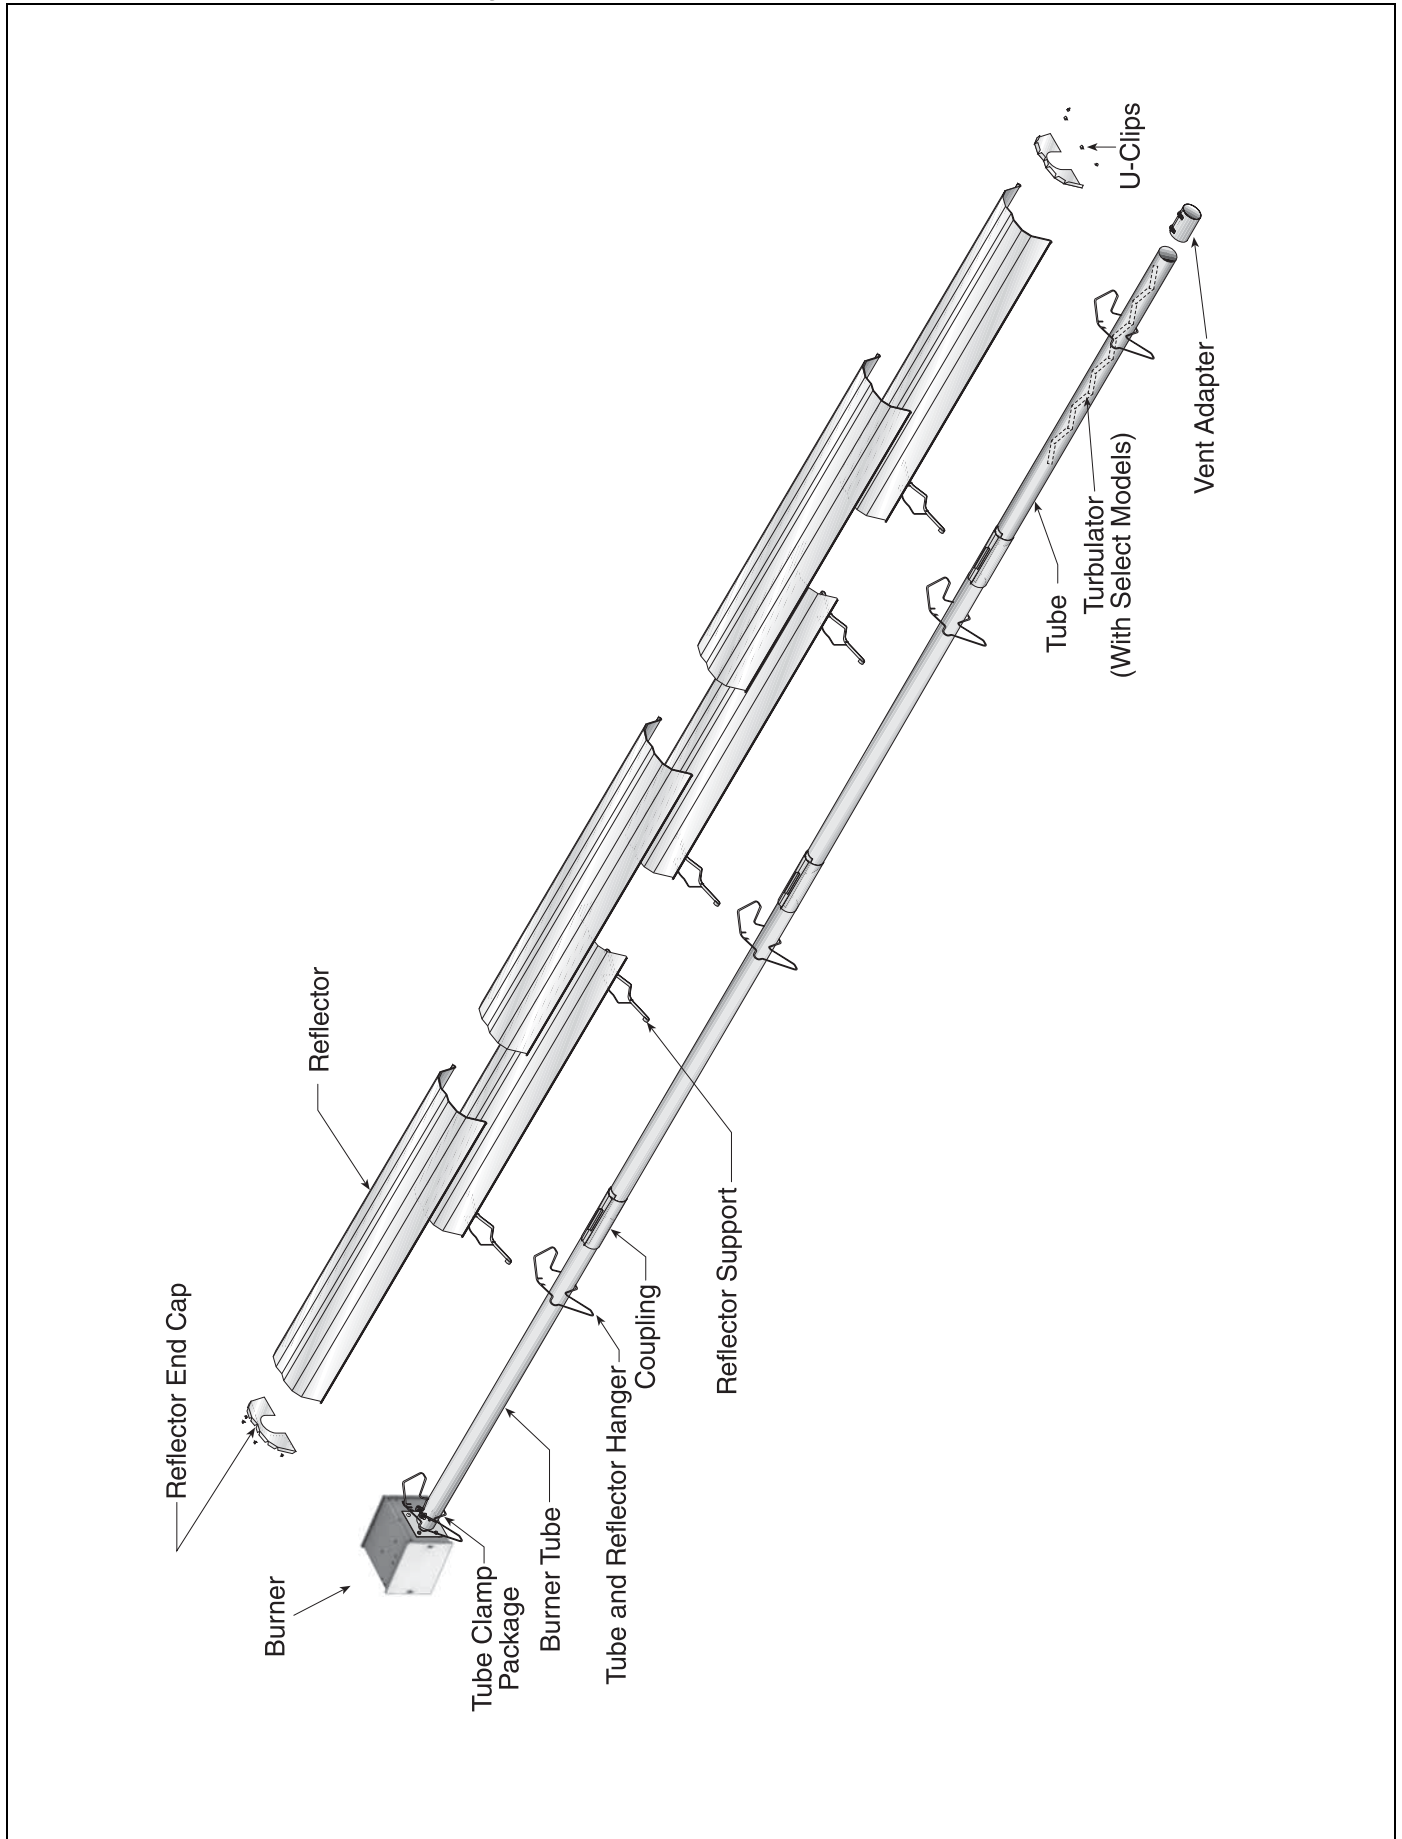 Reflector End Cap
Reflector
U-Clips
Burner
Tube Clamp
Package
Burner Tube
Tube and Reflector Hanger
Coupling
Reflector Support
Tube
Turbulator
(With Select Models)
Vent Adapter